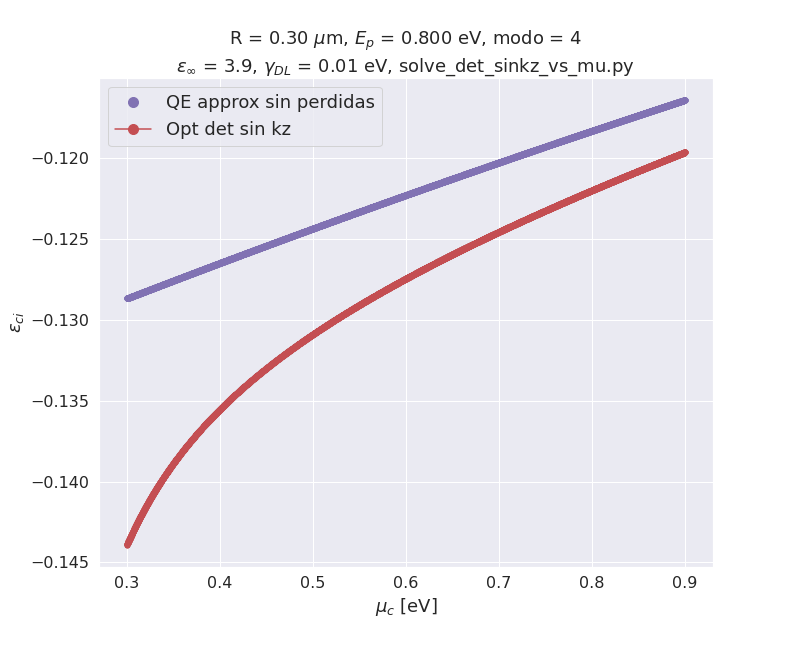 R = 0.30 μm, E_p = 0.800 eV, modo = 4
ε_∞ = 3.9, γ_DL = 0.01 eV, solve_det_sinkz_vs_mu.py
QE approx sin perdidas
Opt det sin kz
−0.120
−0.125
−0.130
−0.135
−0.140
−0.145
ε_ci
0.3 0.4 0.5 0.6 0.7 0.8 0.9
μ_c [eV]